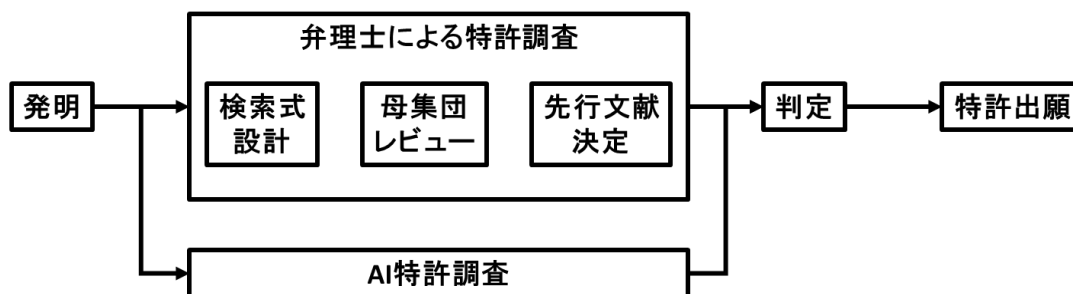 弁理士による特許調査
発明
検索式
設計
母集団
レビュー
先行文献
決定
判定
特許出願
AI特許調査